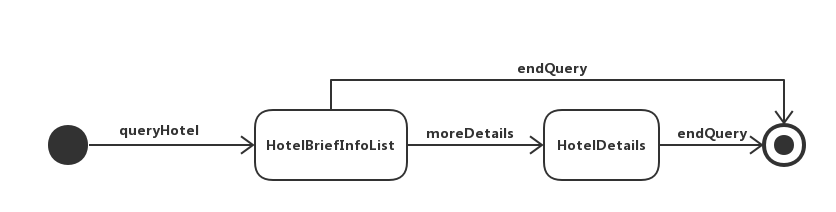 endQuery
queryHotel
HotelBriefInfoList
moreDetails
HotelDetails
endQuery